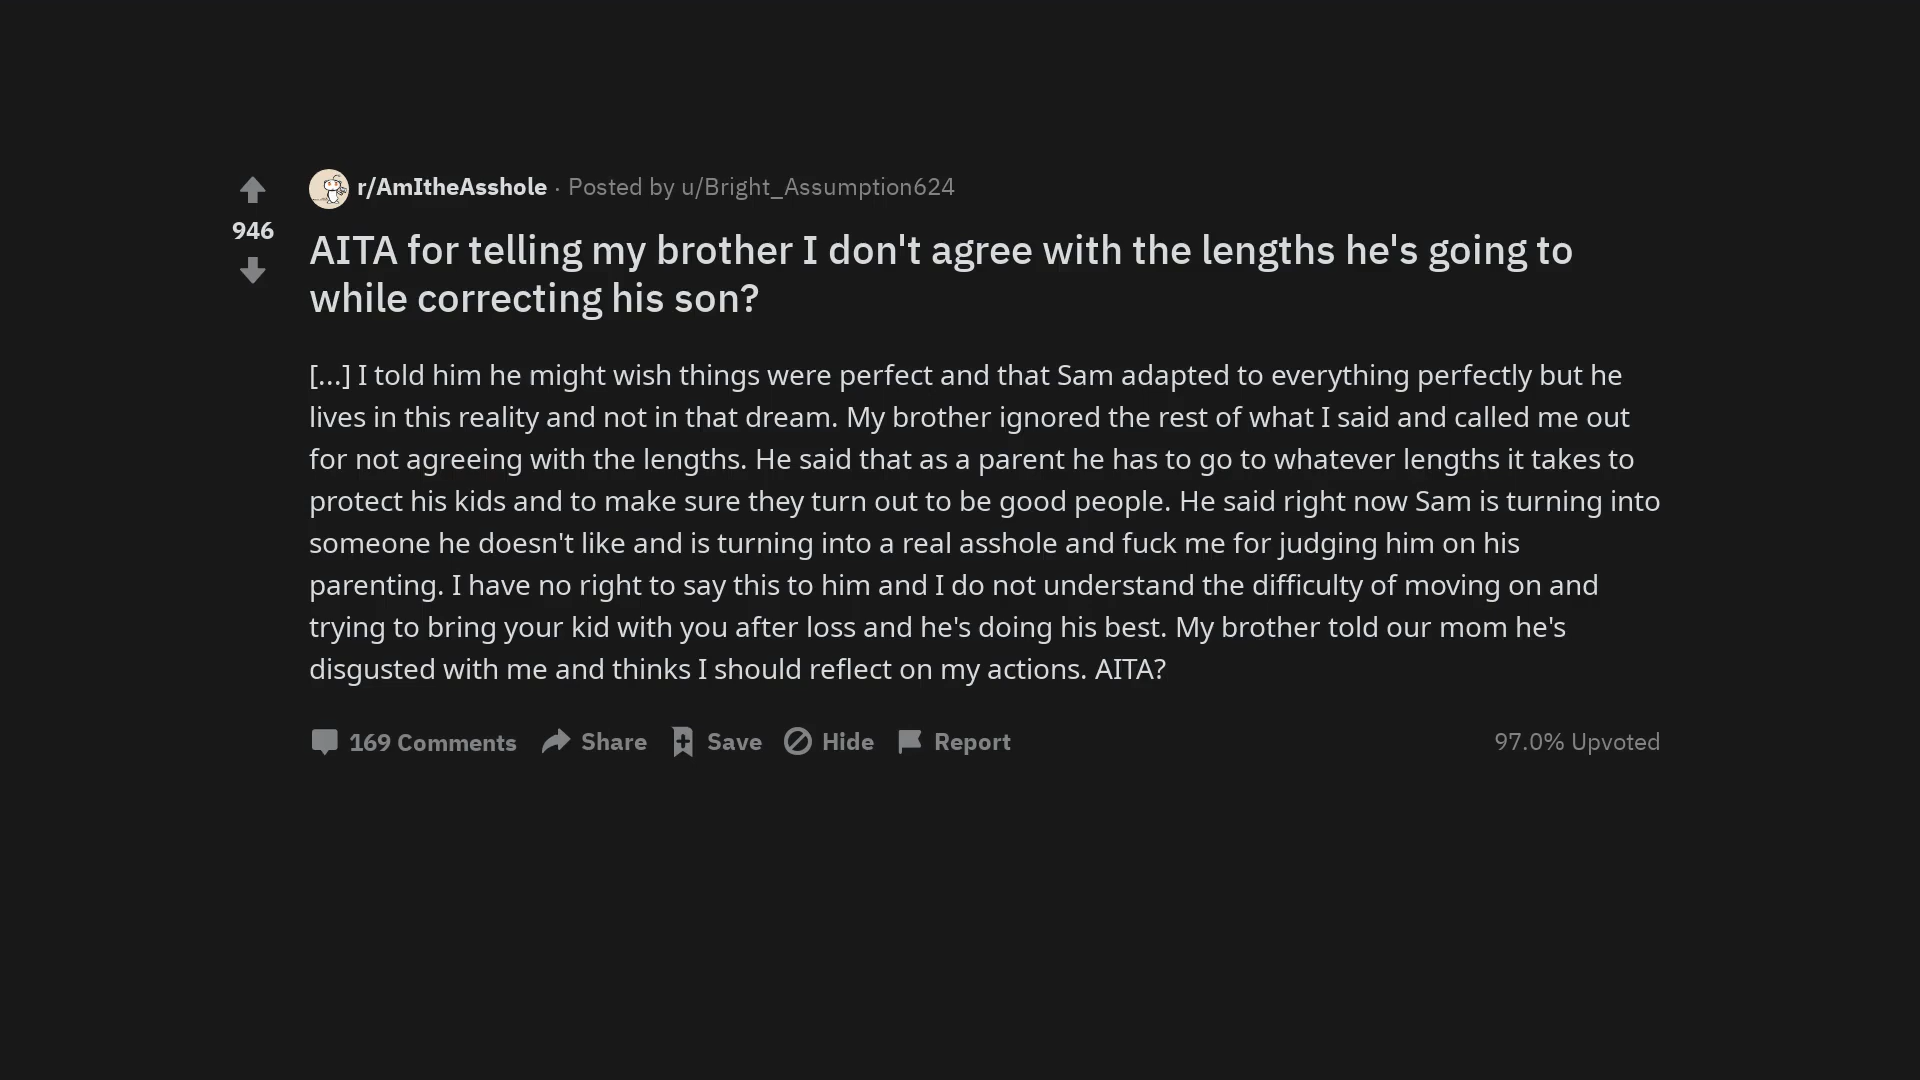 r/AmItheAsshole · Posted by u/Bright_Assumption624
946
AITA for telling my brother I don't agree with the lengths he's going to
while correcting his son?
[...] I told him he might wish things were perfect and that Sam adapted to everything perfectly but he
lives in this reality and not in that dream. My brother ignored the rest of what I said and called me out
for not agreeing with the lengths. He said that as a parent he has to go to whatever lengths it takes to
protect his kids and to make sure they turn out to be good people. He said right now Sam is turning into
someone he doesn't like and is turning into a real asshole and fuck me for judging him on his
parenting. I have no right to say this to him and I do not understand the difficulty of moving on and
trying to bring your kid with you after loss and he's doing his best. My brother told our mom he's
disgusted with me and thinks I should reflect on my actions. AITA?
169 Comments Share Save Hide Report 97.0% Upvoted